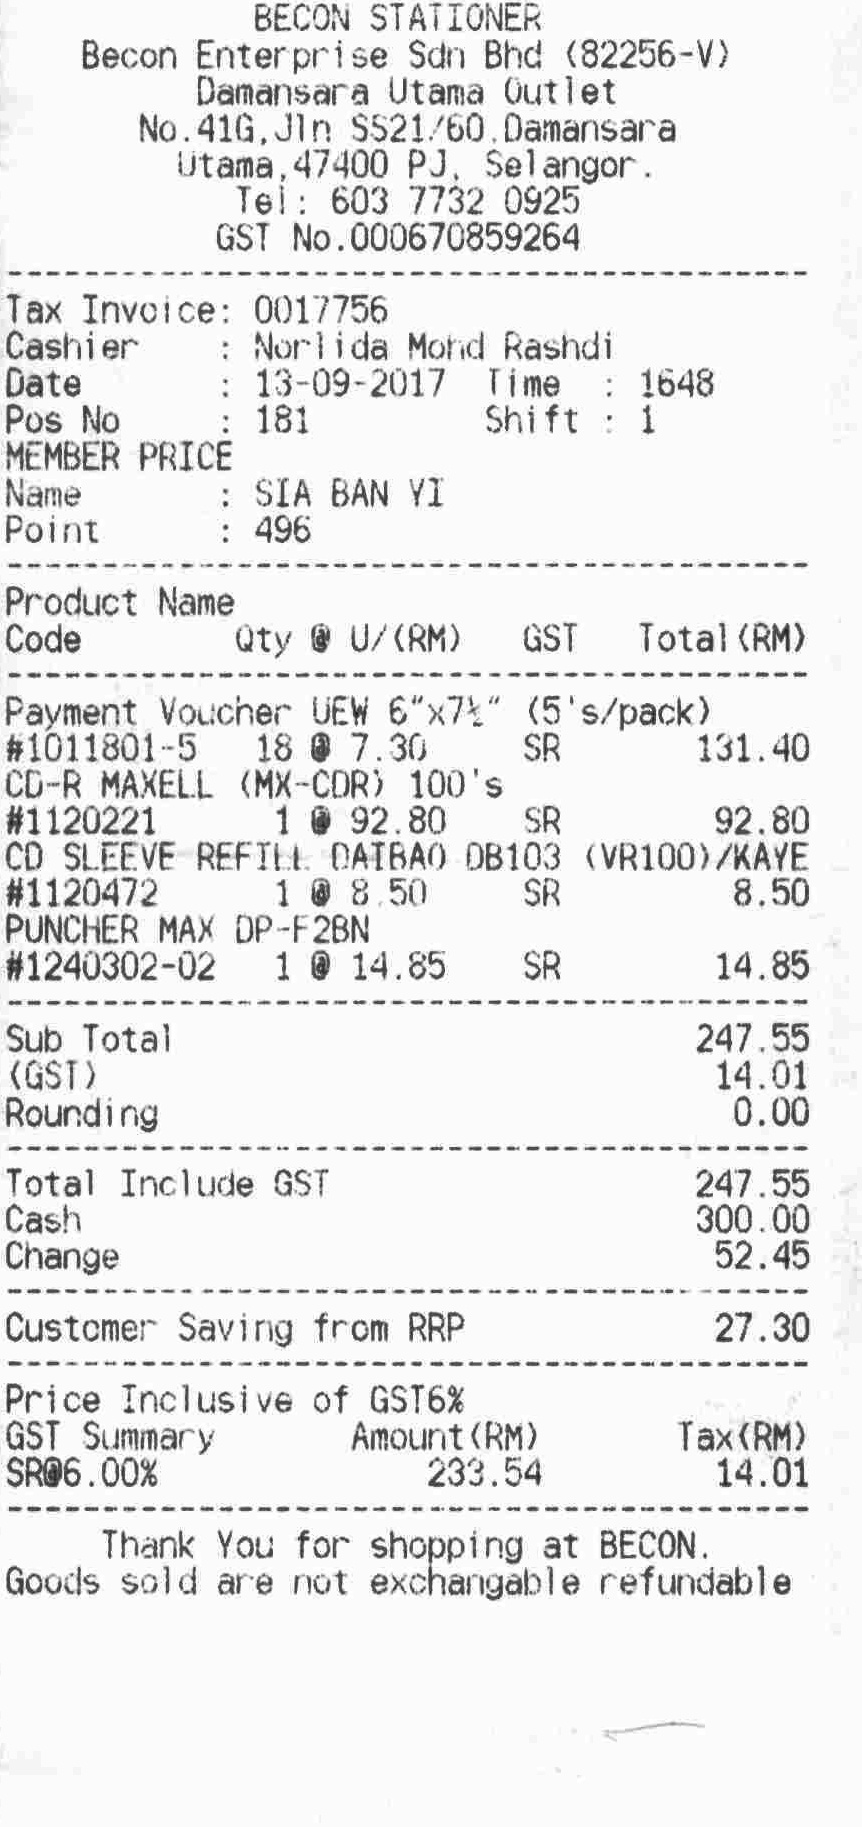 BECON STATIONER
Becon Enterprise Sdn Bhd (82256-V)
Damansara Utama Outlet
No.41G,Jln SS21/60,Damansara
Utama,47400 PJ, Selangor.
Tel: 603 7732 0925
GST No.000670859264
Tax Invoice: 0017756
Cashier : Norlida Mohd Rashdi
Date : 13-09-2017 Time : 1648
Pos No : 181 Shift : 1
MEMBER PRICE
Name : SIA BAN YI
Point : 496
Product Name
Code Qty @ U/(RM) GST Total(RM)
Payment Voucher UEW 6"x7½" (5's/pack)
#1011801-5 18 @ 7.30 SR 131.40
CD-R MAXELL (MX-CDR) 100's
#1120221 1 @ 92.80 SR 92.80
CD SLEEVE REFILL DAIBAO DB103 (VR100)/KAYE
#1120472 1 @ 8.50 SR 8.50
PUNCHER MAX DP-F2BN
#1240302-02 1 @ 14.85 SR 14.85
Sub Total 247.55
(GST) 14.01
Rounding 0.00
Total Include GST 247.55
Cash 300.00
Change 52.45
Customer Saving from RRP 27.30
Price Inclusive of GST6%
GST Summary Amount(RM) Tax(RM)
SR@6.00% 233.54 14.01
Thank You for shopping at BECON.
Goods sold are not exchangable refundable